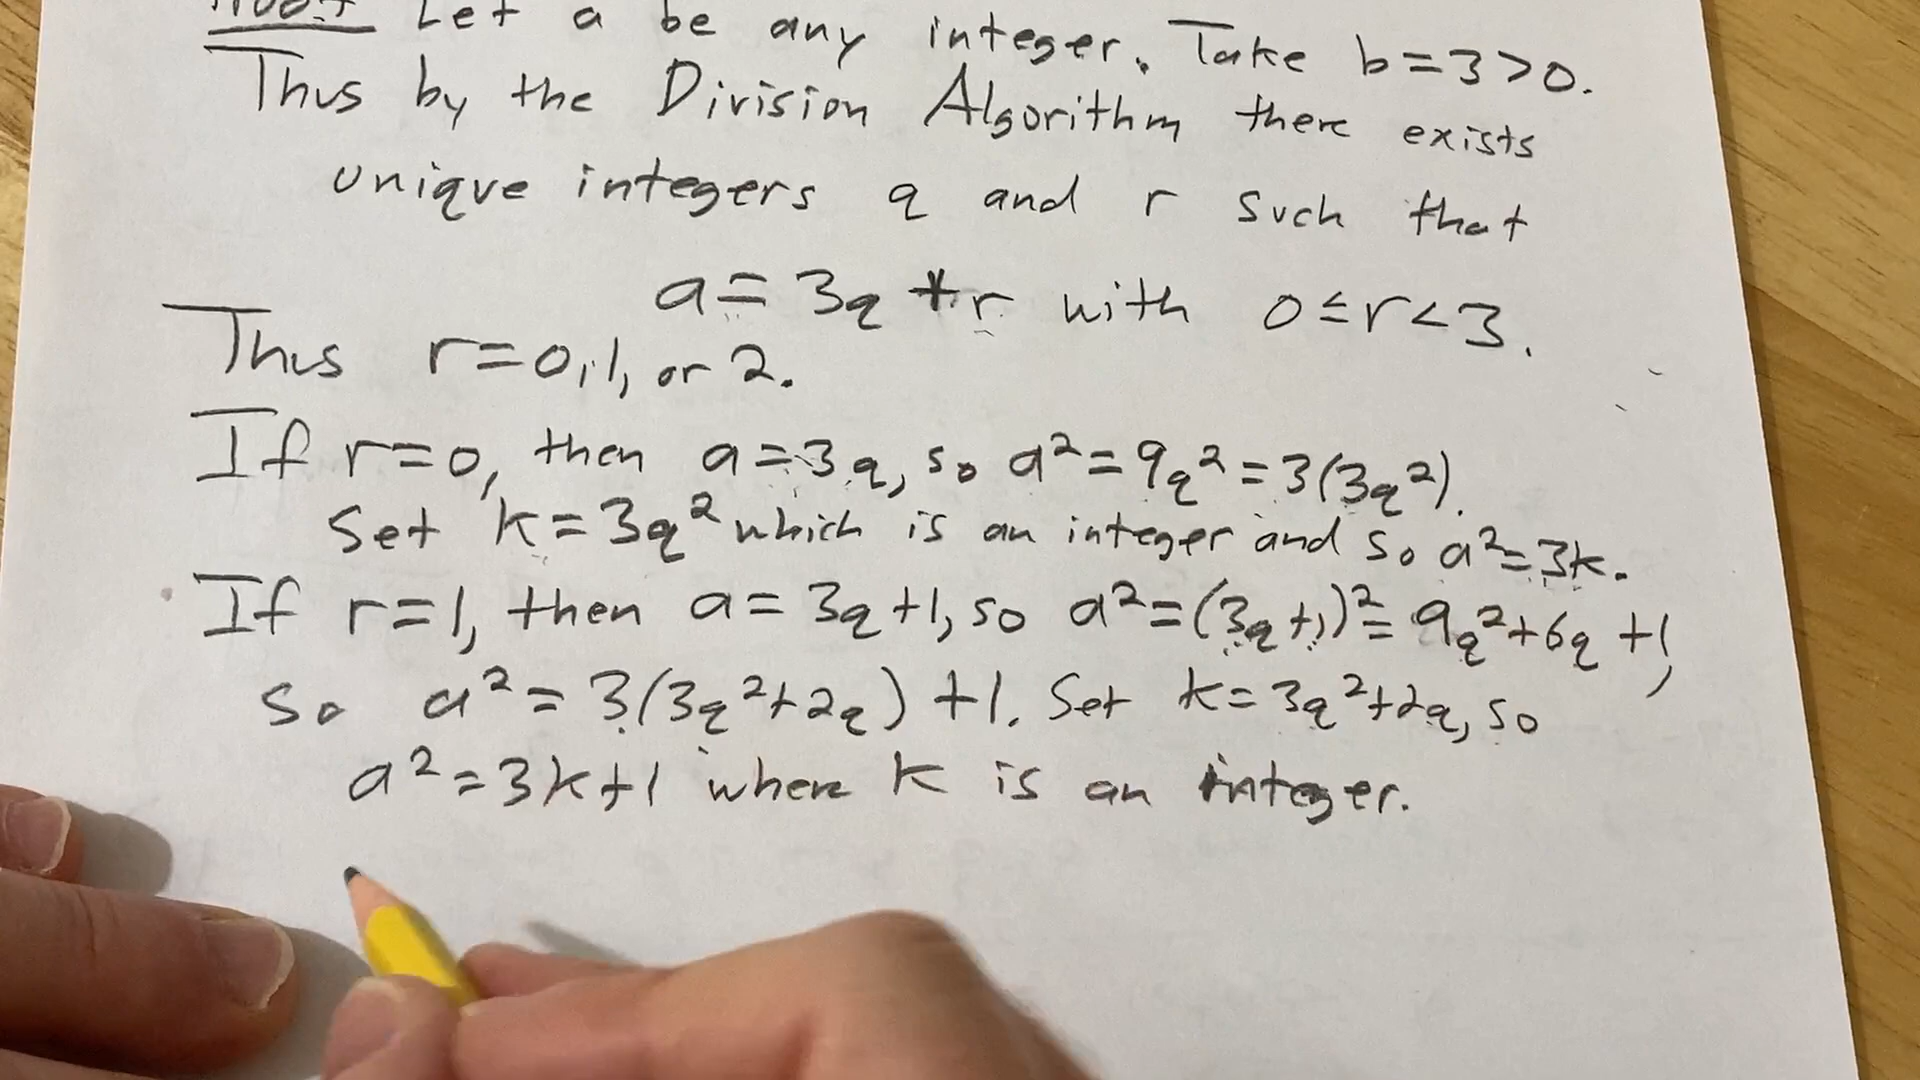 Proof Let a be any integer. Take b=3>0.
Thus by the Division Algorithm there exists
unique integers q and r such that
a = 3q + r with 0 ≤ r < 3.
Thus r=0, 1, or 2.
If r=0, then a=3q, so a² = 9q² = 3(3q²).
Set k=3q² which is an integer and so a²=3k.
If r=1, then a=3q+1, so a²=(3q+1)²=9q²+6q+1,
So a² = 3(3q²+2q)+1. Set k=3q²+2q, so
a²=3k+1 where k is an integer.